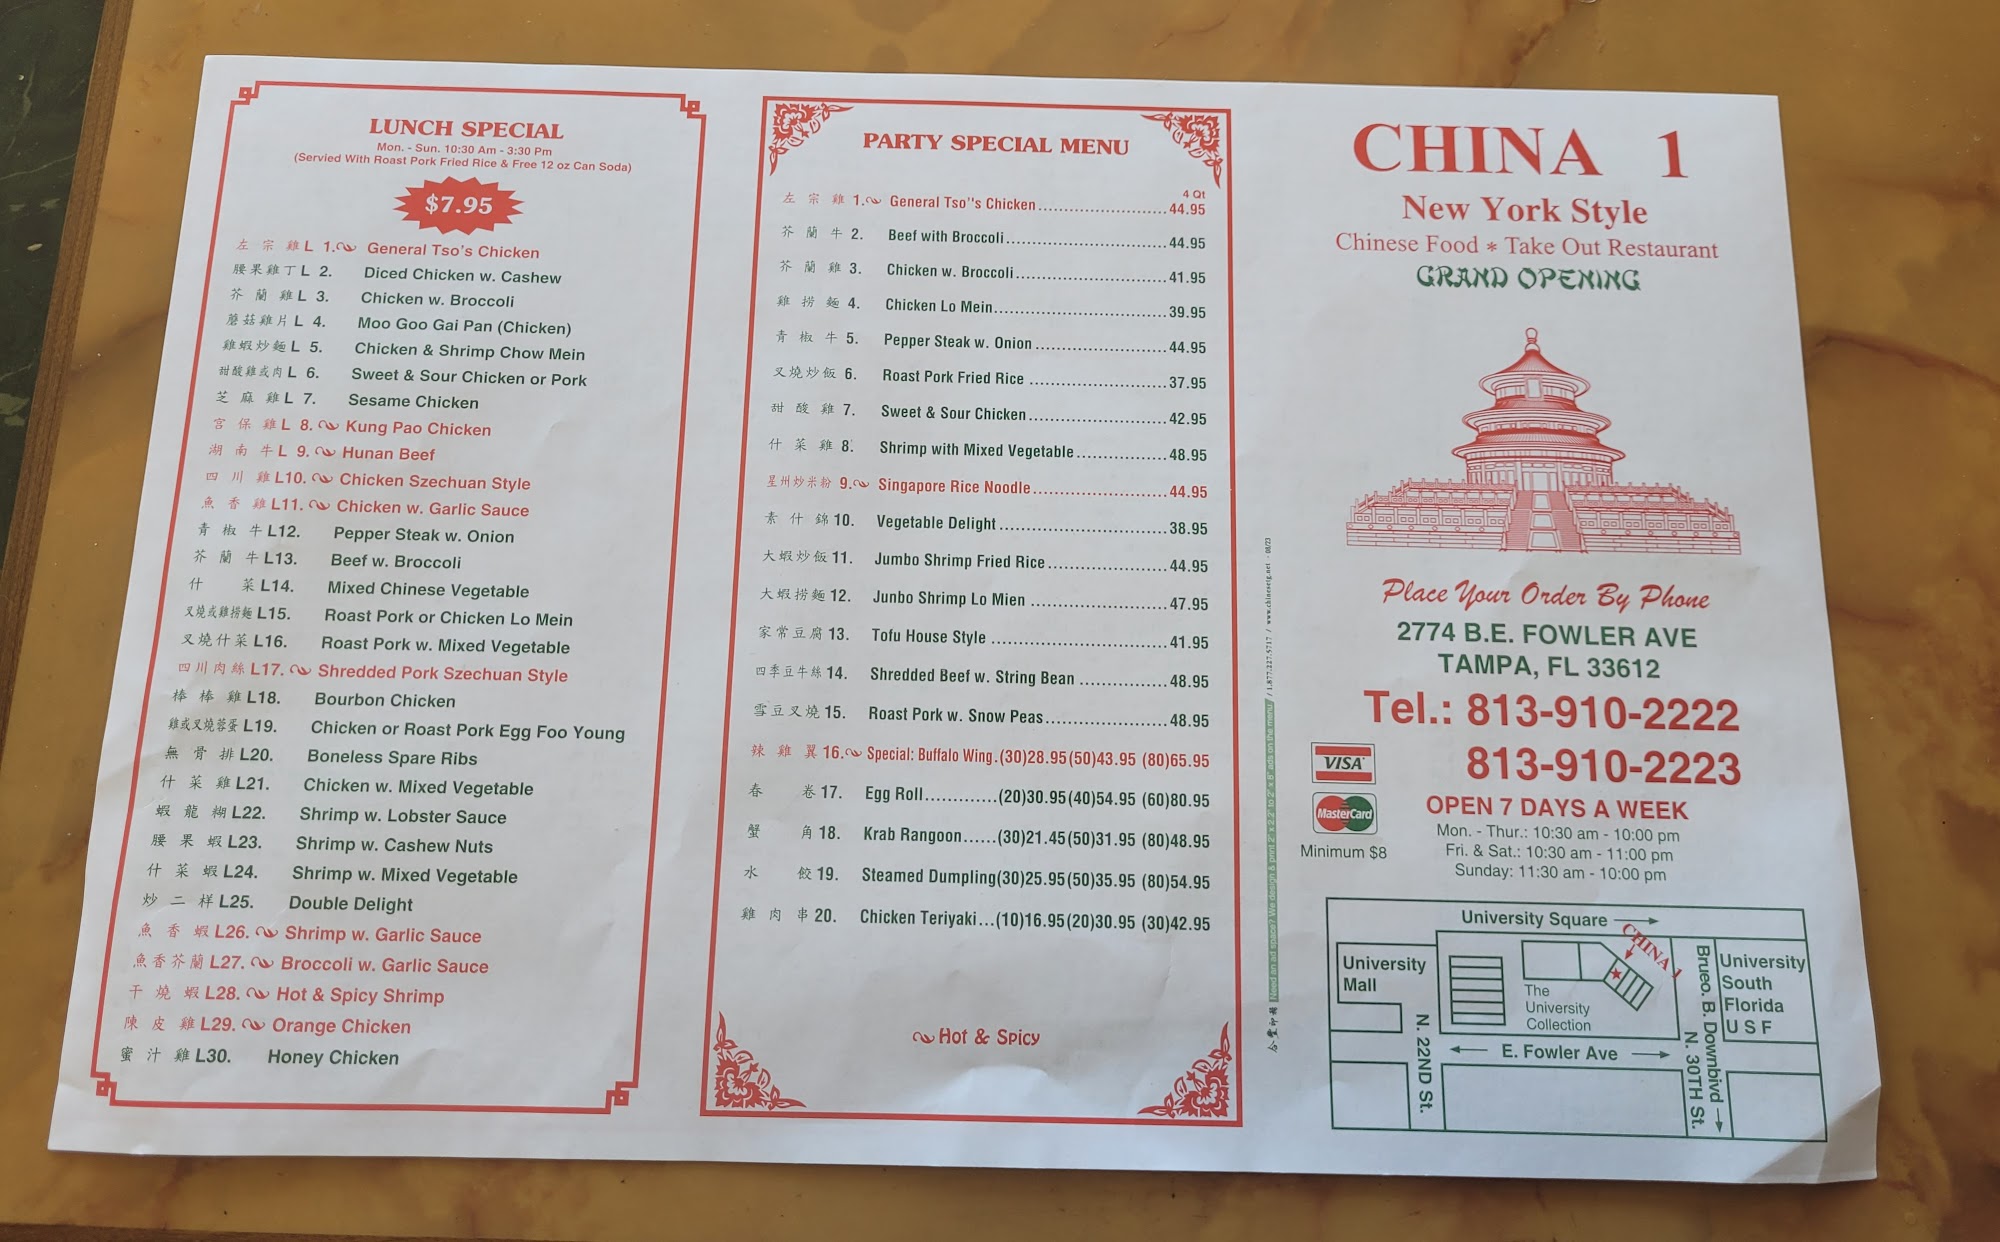 LUNCH SPECIAL
Mon. - Sun. 10:30 Am - 3:30 Pm
(Servied With Roast Pork Fried Rice & Free 12 oz Can Soda)
$7.95
左宗雞 L 1. General Tso's Chicken
腰果雞丁 L 2. Diced Chicken w. Cashew
芥蘭雞 L 3. Chicken w. Broccoli
蘑菇雞片 L 4. Moo Goo Gai Pan (Chicken)
雞蝦炒麵 L 5. Chicken & Shrimp Chow Mein
甜酸雞或肉 L 6. Sweet & Sour Chicken or Pork
芝麻雞 L 7. Sesame Chicken
宮保雞 L 8. Kung Pao Chicken
湖南牛 L 9. Hunan Beef
四川雞 L10. Chicken Szechuan Style
魚香雞 L11. Chicken w. Garlic Sauce
青椒牛 L12. Pepper Steak w. Onion
芥蘭牛 L13. Beef w. Broccoli
什菜 L14. Mixed Chinese Vegetable
叉燒或雞撈麵 L15. Roast Pork or Chicken Lo Mein
叉燒什菜 L16. Roast Pork w. Mixed Vegetable
四川肉絲 L17. Shredded Pork Szechuan Style
棒棒雞 L18. Bourbon Chicken
雞或叉燒蓉蛋 L19. Chicken or Roast Pork Egg Foo Young
無骨排 L20. Boneless Spare Ribs
什菜雞 L21. Chicken w. Mixed Vegetable
蝦龍糊 L22. Shrimp w. Lobster Sauce
腰果蝦 L23. Shrimp w. Cashew Nuts
什菜蝦 L24. Shrimp w. Mixed Vegetable
炒二样 L25. Double Delight
魚香蝦 L26. Shrimp w. Garlic Sauce
魚香芥蘭 L27. Broccoli w. Garlic Sauce
干燒蝦 L28. Hot & Spicy Shrimp
陳皮雞 L29. Orange Chicken
蜜汁雞 L30. Honey Chicken
PARTY SPECIAL MENU
4 Qt
左宗雞 1. General Tso''s Chicken 44.95
芥蘭牛 2. Beef with Broccoli 44.95
芥蘭雞 3. Chicken w. Broccoli 41.95
雞撈麵 4. Chicken Lo Mein 39.95
青椒牛 5. Pepper Steak w. Onion 44.95
叉燒炒飯 6. Roast Pork Fried Rice 37.95
甜酸雞 7. Sweet & Sour Chicken 42.95
什菜雞 8. Shrimp with Mixed Vegetable 48.95
星州炒米粉 9. Singapore Rice Noodle 44.95
素什錦 10. Vegetable Delight 38.95
大蝦炒飯 11. Jumbo Shrimp Fried Rice 44.95
大蝦撈麵 12. Junbo Shrimp Lo Mien 47.95
家常豆腐 13. Tofu House Style 41.95
四季豆牛絲 14. Shredded Beef w. String Bean 48.95
雪豆叉燒 15. Roast Pork w. Snow Peas 48.95
辣雞翼 16. Special: Buffalo Wing.(30)28.95(50)43.95 (80)65.95
春卷 17. Egg Roll (20)30.95(40)54.95 (60)80.95
蟹角 18. Krab Rangoon (30)21.45(50)31.95 (80)48.95
水餃 19. Steamed Dumpling(30)25.95(50)35.95 (80)54.95
雞肉串 20. Chicken Teriyaki...(10)16.95(20)30.95 (30)42.95
Hot & Spicy
Need an ad space? We design & print 2" x 2.2" to 2" x 8" ads on the menu / 1.877.227.5717 / www.chinesetg.net - 08/23
CHINA 1
New York Style
Chinese Food * Take Out Restaurant
GRAND OPENING
Place Your Order By Phone
2774 B.E. FOWLER AVE
TAMPA, FL 33612
Tel.: 813-910-2222
813-910-2223
VISA
MasterCard
Minimum $8
OPEN 7 DAYS A WEEK
Mon. - Thur.: 10:30 am - 10:00 pm
Fri. & Sat.: 10:30 am - 11:00 pm
Sunday: 11:30 am - 10:00 pm
University Square
CHINA 1
University
Mall
The
University
Collection
University
South
Florida
U S F
E. Fowler Ave
N. 22ND St.
Brueo. B. Downbivd
N. 30TH St.